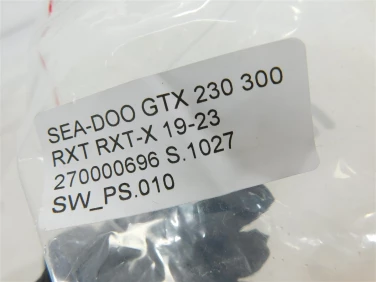 SEA-DOO GTX 230 300
RXT RXT-X 19-23
270000696 S.1027
SW_PS.010